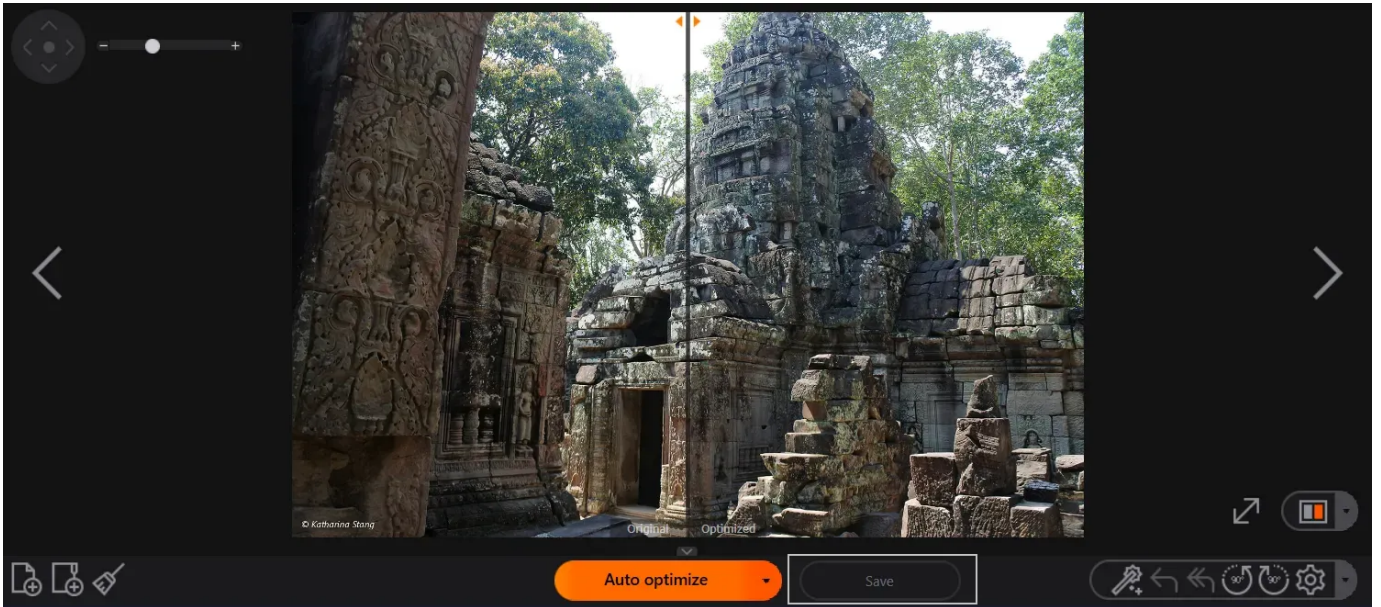 © Katharina Stang
Original
Optimized
Auto optimize
Save
90°
90°